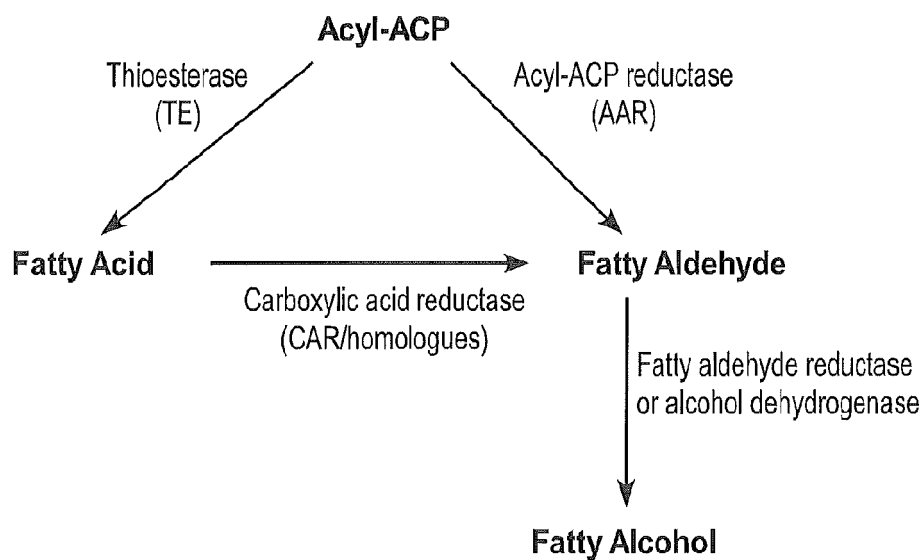 Acyl-ACP
Thioesterase
(TE)
Acyl-ACP reductase
(AAR)
Fatty Acid
Fatty Aldehyde
Carboxylic acid reductase
(CAR/homologues)
Fatty aldehyde reductase
or alcohol dehydrogenase
Fatty Alcohol